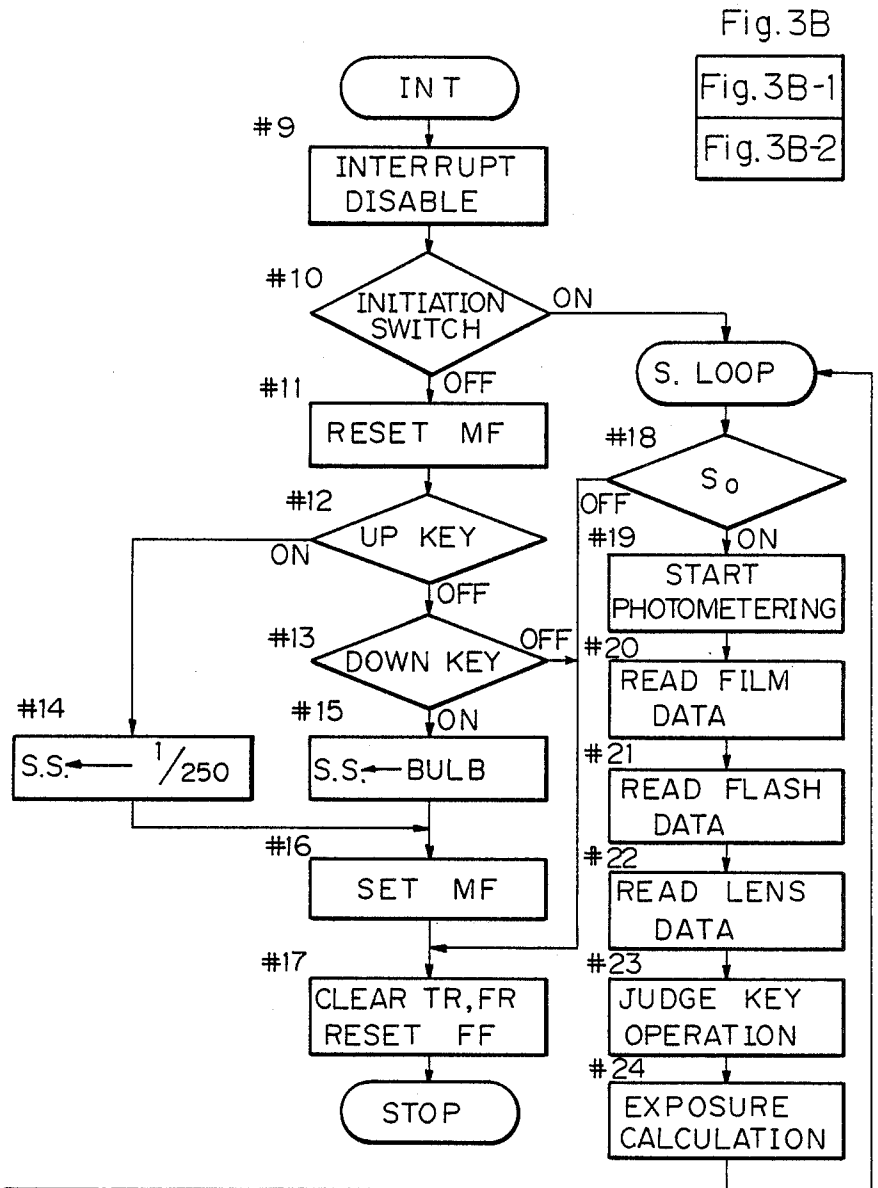 Fig. 3B
Fig. 3B-1
Fig. 3B-2
INT
#9
INTERRUPT
DISABLE
#10
INITIATION
SWITCH
ON
OFF
#11
RESET MF
#12
UP KEY
ON
OFF
#13
DOWN KEY
OFF
ON
#14
S.S. ← 1/250
#15
S.S. ← BULB
#16
SET MF
#17
CLEAR TR, FR
RESET FF
STOP
S. LOOP
#18
So
OFF
ON
#19
START
PHOTOMETERING
#20
READ FILM
DATA
#21
READ FLASH
DATA
#22
READ LENS
DATA
#23
JUDGE KEY
OPERATION
#24
EXPOSURE
CALCULATION